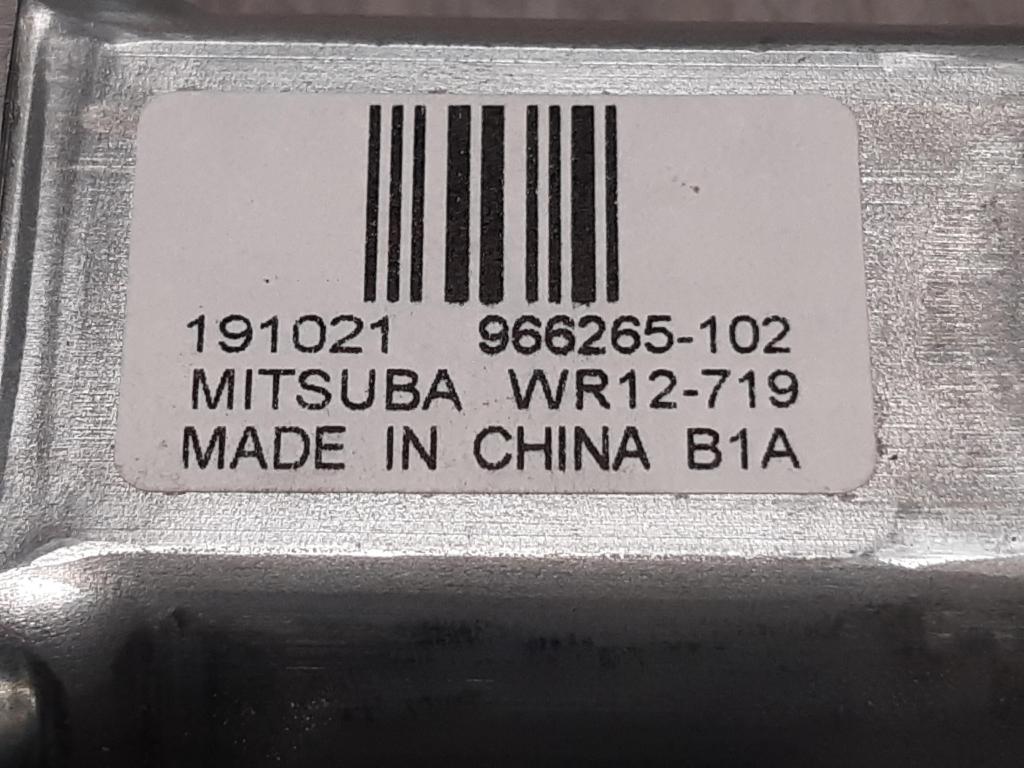 191021 966265-102
MITSUBA WR12-719
MADE IN CHINA B1A